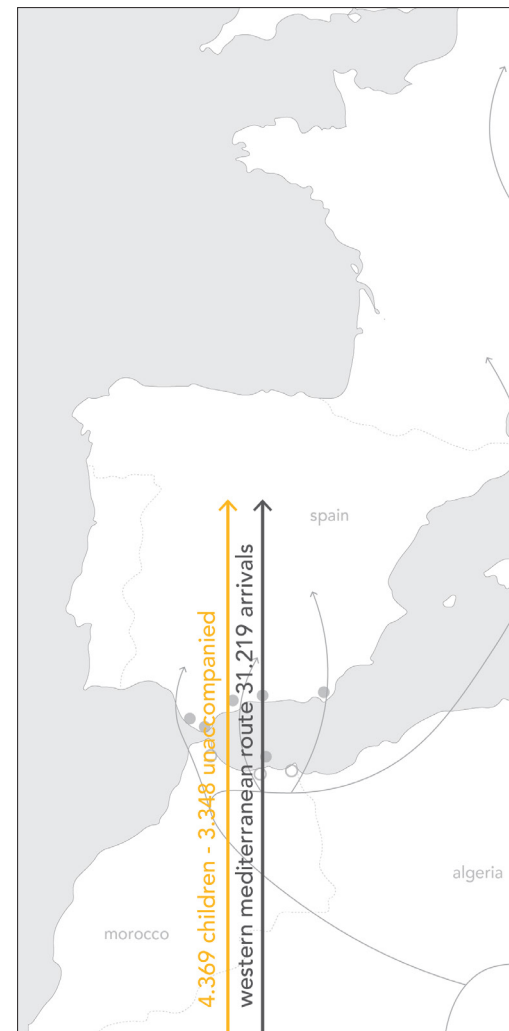 4.369 children - 3.348 unaccompanied
western mediterranean route 31.219 arrivals
spain
algeria
morocco